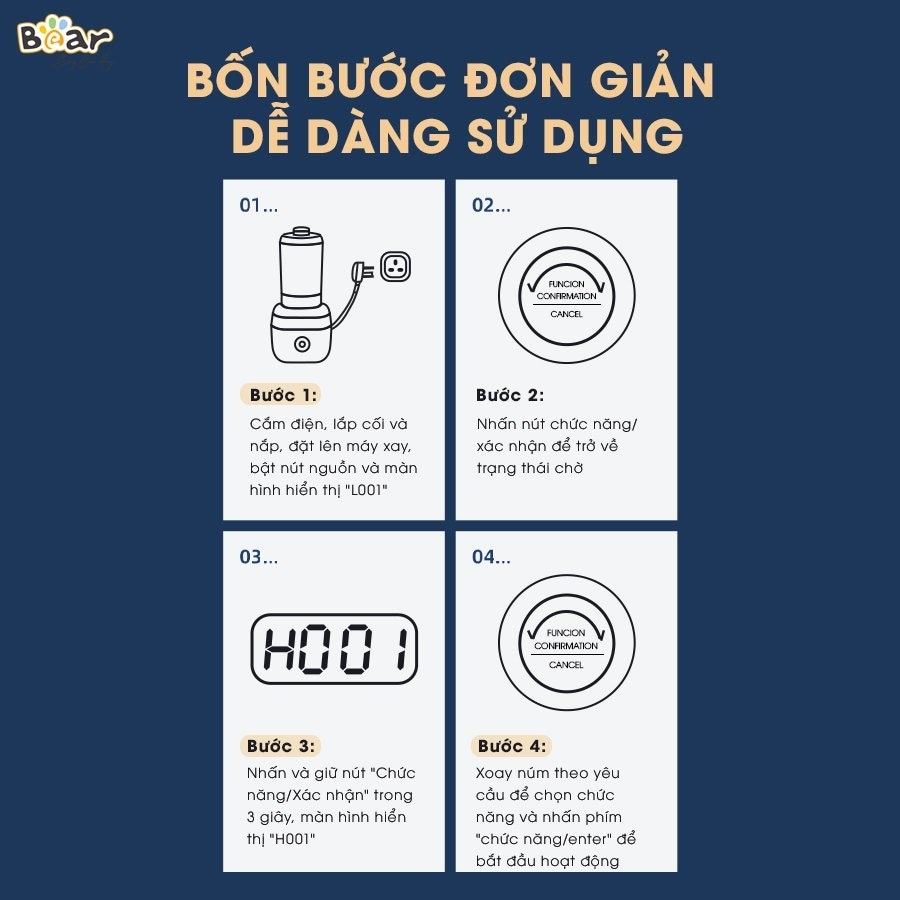 Bear
BỐN BƯỚC ĐƠN GIẢN
DỄ DÀNG SỬ DỤNG
01...
Bước 1:
Cắm điện, lắp cối và
nắp, đặt lên máy xay,
bật nút nguồn và màn
hình hiển thị "L001"
02...
FUNCION
CONFIRMATION
CANCEL
Bước 2:
Nhấn nút chức năng/
xác nhận để trở về
trạng thái chờ
03...
H001
Bước 3:
Nhấn và giữ nút "Chức
năng/Xác nhận" trong
3 giây, màn hình hiển
thị "H001"
04...
FUNCION
CONFIRMATION
CANCEL
Bước 4:
Xoay núm theo yêu
cầu để chọn chức
năng và nhấn phím
"chức năng/enter" để
bắt đầu hoạt động